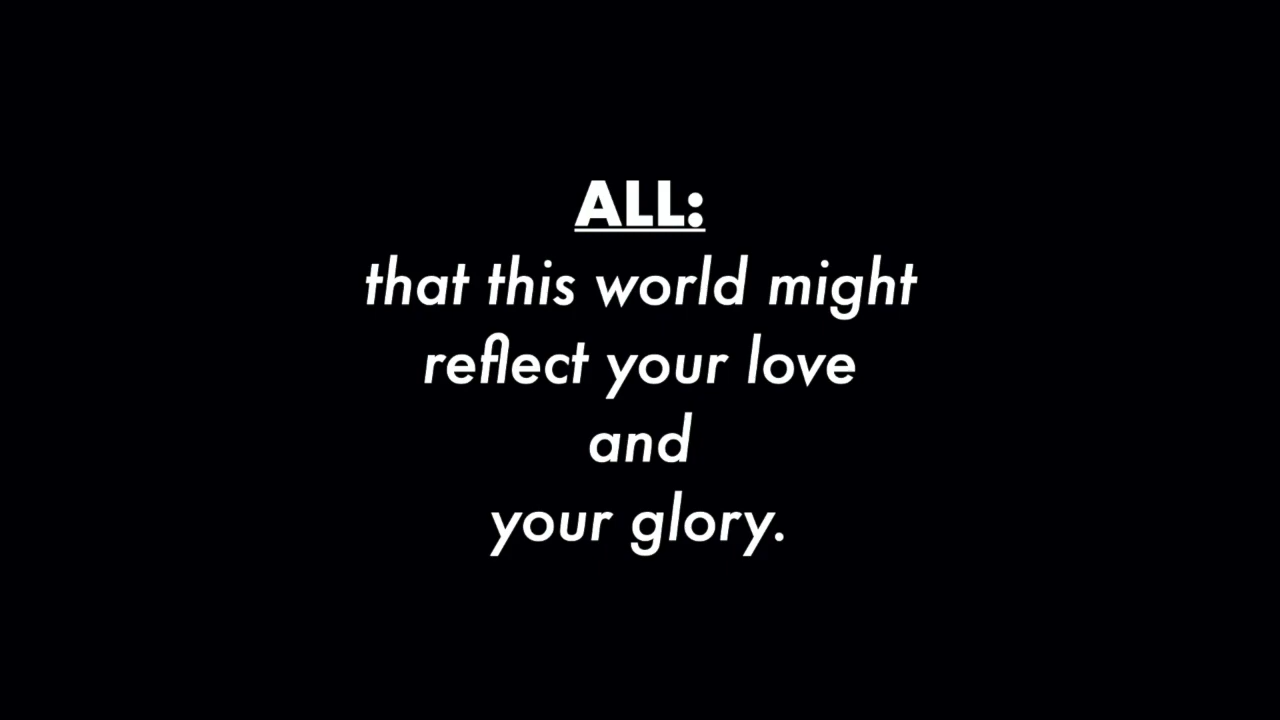 ALL:
that this world might
reflect your love
and
your glory.